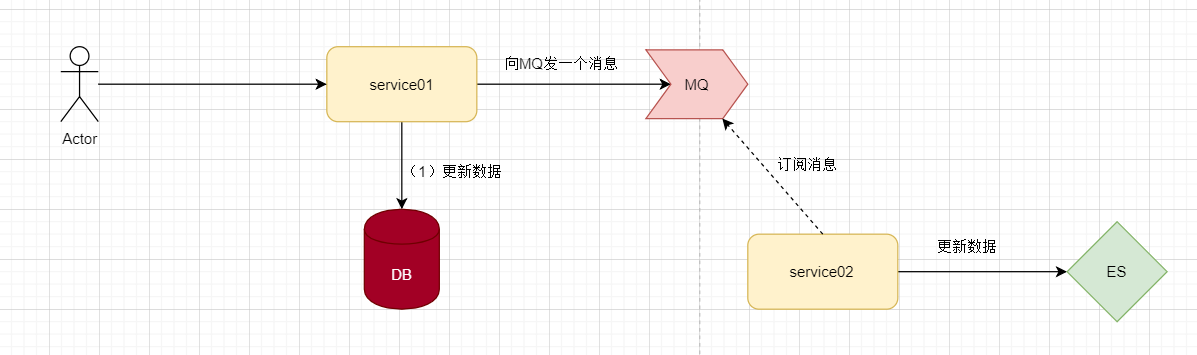 向MQ发一个消息
service01
MQ
Actor
（1）更新数据
订阅消息
更新数据
DB
service02
ES